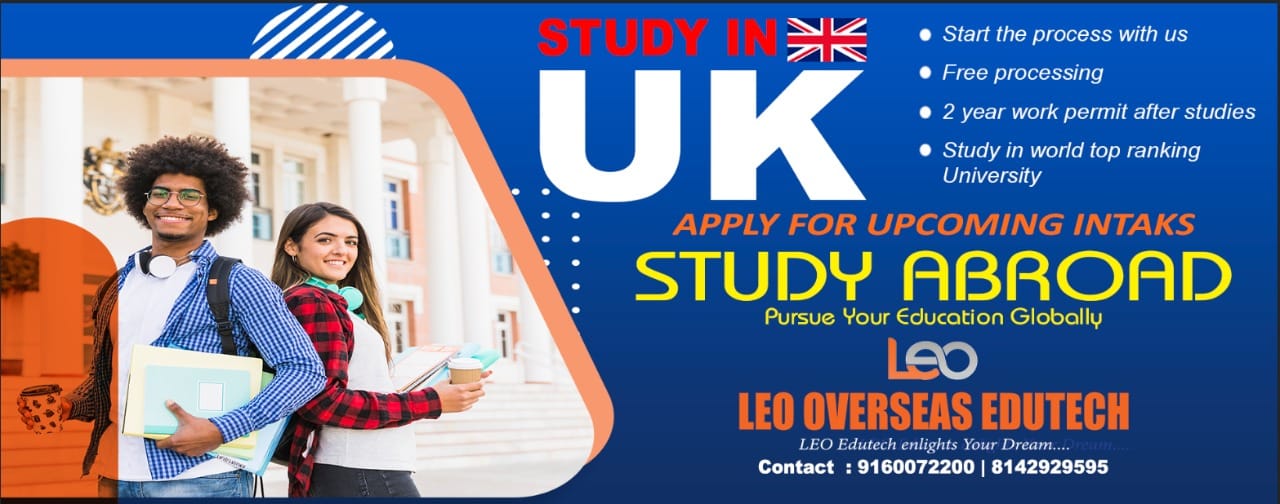 STUDY IN
UK
Start the process with us
Free processing
2 year work permit after studies
Study in world top ranking
University
APPLY FOR UPCOMING INTAKS
STUDY ABROAD
Pursue Your Education Globally
Leo
LEO OVERSEAS EDUTECH
LEO Edutech enlights Your Dream....
Contact : 9160072200 | 8142929595